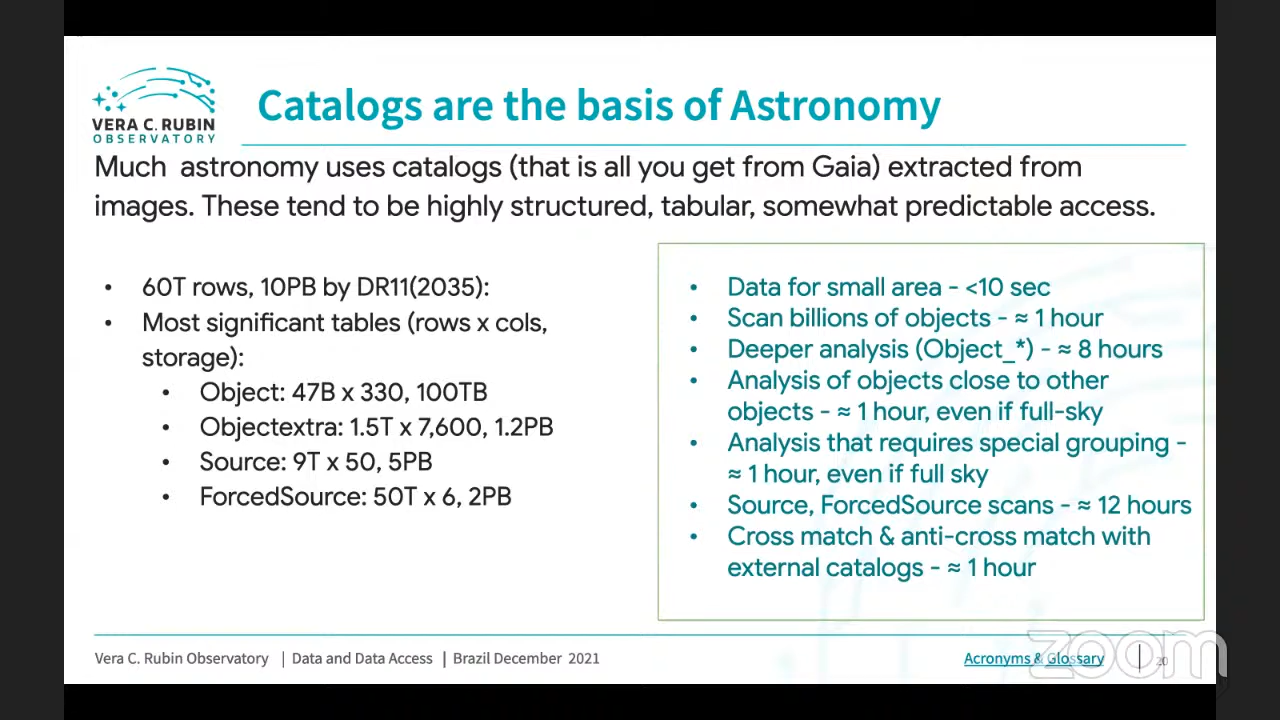 VERA C. RUBIN
OBSERVATORY
Catalogs are the basis of Astronomy
Much astronomy uses catalogs (that is all you get from Gaia) extracted from
images. These tend to be highly structured, tabular, somewhat predictable access.
• 60T rows, 10PB by DR11(2035):
• Most significant tables (rows x cols,
storage):
• Object: 47B x 330, 100TB
• Objectextra: 1.5T x 7,600, 1.2PB
• Source: 9T x 50, 5PB
• ForcedSource: 50T x 6, 2PB
• Data for small area - <10 sec
• Scan billions of objects - ≈ 1 hour
• Deeper analysis (Object_*) - ≈ 8 hours
• Analysis of objects close to other
objects - ≈ 1 hour, even if full-sky
• Analysis that requires special grouping -
≈ 1 hour, even if full sky
• Source, ForcedSource scans - ≈ 12 hours
• Cross match & anti-cross match with
external catalogs - ≈ 1 hour
Vera C. Rubin Observatory | Data and Data Access | Brazil December 2021
Acronyms & Glossary | 20
zoom